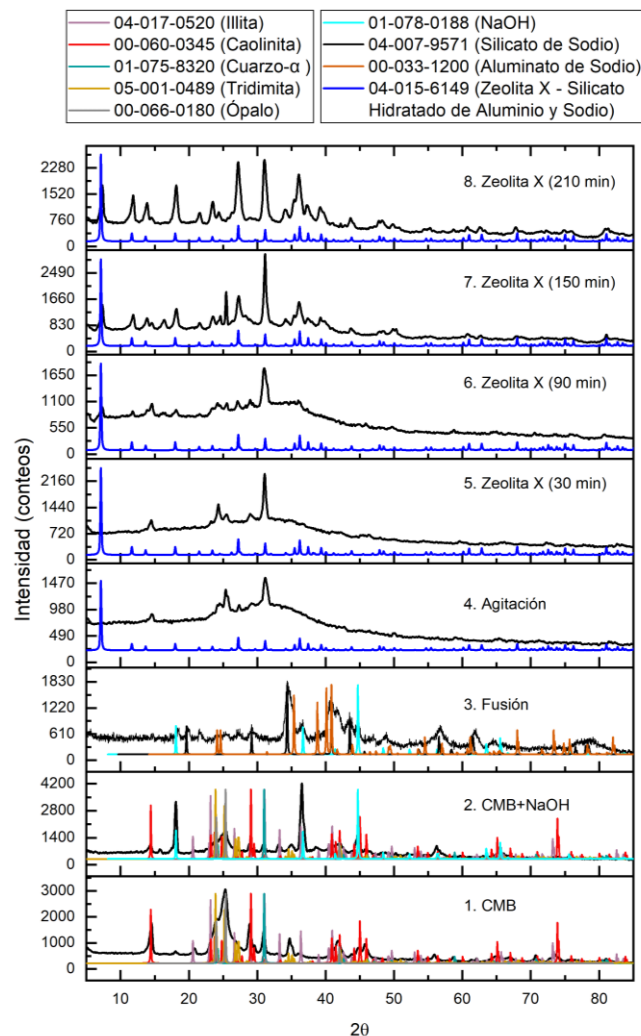 04-017-0520 (Illita)
00-060-0345 (Caolinita)
01-075-8320 (Cuarzo-α )
05-001-0489 (Tridimita)
00-066-0180 (Ópalo)
01-078-0188 (NaOH)
04-007-9571 (Silicato de Sodio)
00-033-1200 (Aluminato de Sodio)
04-015-6149 (Zeolita X - Silicato
Hidratado de Aluminio y Sodio)
Intensidad (conteos)
2280
1520
760
0
8. Zeolita X (210 min)
2490
1660
830
0
7. Zeolita X (150 min)
1650
1100
550
0
6. Zeolita X (90 min)
2160
1440
720
0
5. Zeolita X (30 min)
1470
980
490
0
4. Agitación
1830
1220
610
0
3. Fusión
4200
2800
1400
0
2. CMB+NaOH
3000
2000
1000
0
1. CMB
10 20 30 40 50 60 70 80
2θ